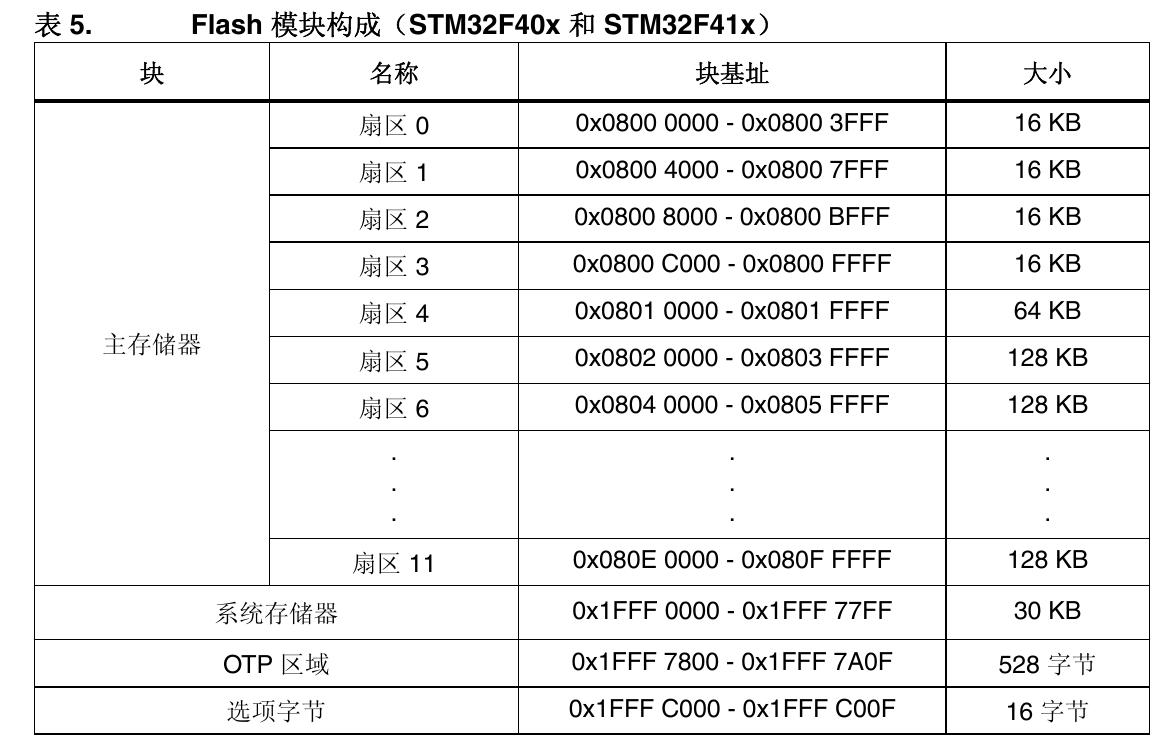 表 5. Flash 模块构成（STM32F40x 和 STM32F41x）
块 名称 块基址 大小
主存储器
扇区 0 0x0800 0000 - 0x0800 3FFF 16 KB
扇区 1 0x0800 4000 - 0x0800 7FFF 16 KB
扇区 2 0x0800 8000 - 0x0800 BFFF 16 KB
扇区 3 0x0800 C000 - 0x0800 FFFF 16 KB
扇区 4 0x0801 0000 - 0x0801 FFFF 64 KB
扇区 5 0x0802 0000 - 0x0803 FFFF 128 KB
扇区 6 0x0804 0000 - 0x0805 FFFF 128 KB
. . .
. . .
. . .
扇区 11 0x080E 0000 - 0x080F FFFF 128 KB
系统存储器 0x1FFF 0000 - 0x1FFF 77FF 30 KB
OTP 区域 0x1FFF 7800 - 0x1FFF 7A0F 528 字节
选项字节 0x1FFF C000 - 0x1FFF C00F 16 字节